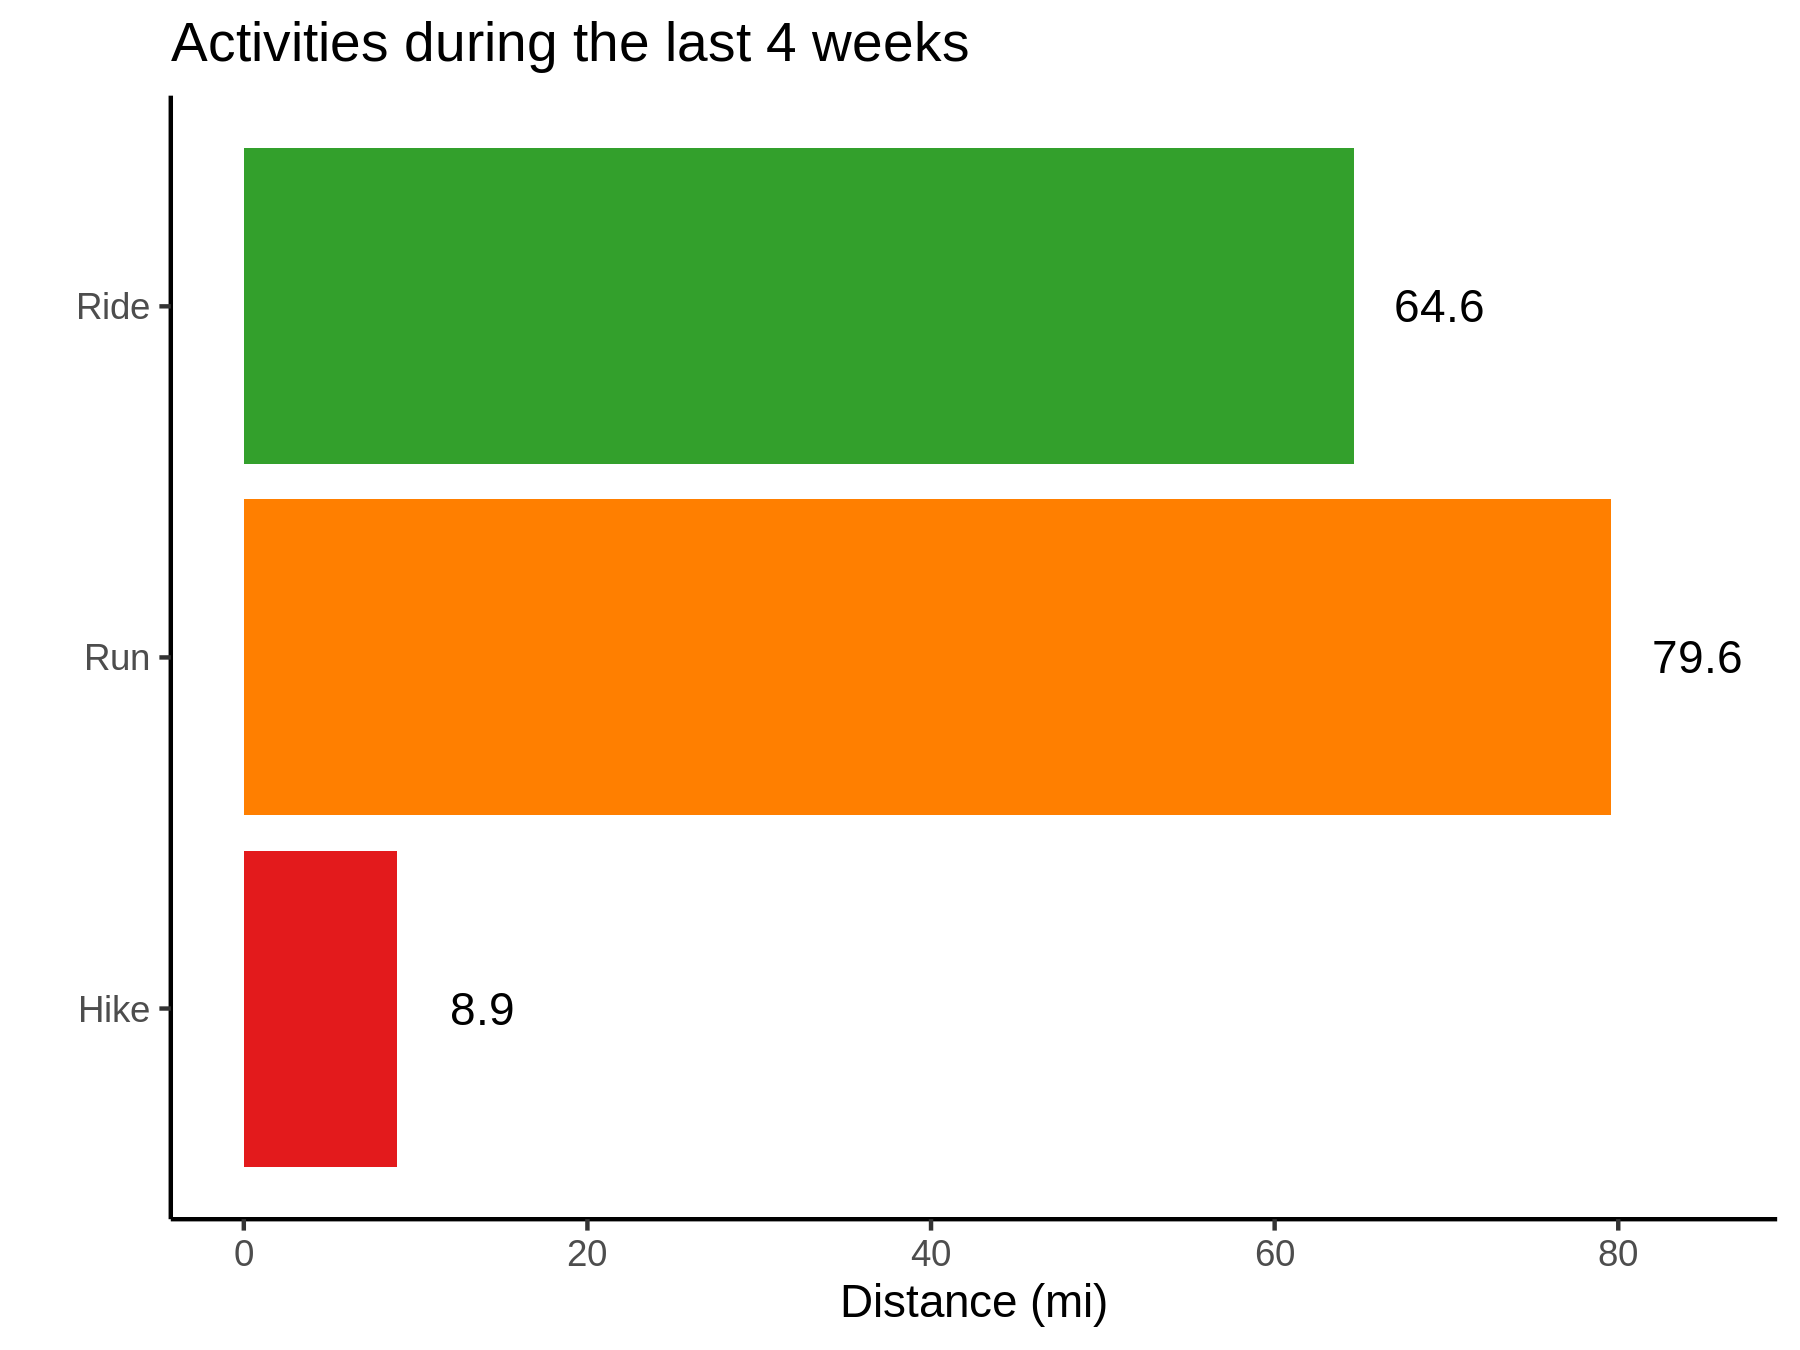 Activities during the last 4 weeks
Ride
64.6
Run
79.6
Hike
8.9
0 20 40 60 80
Distance (mi)